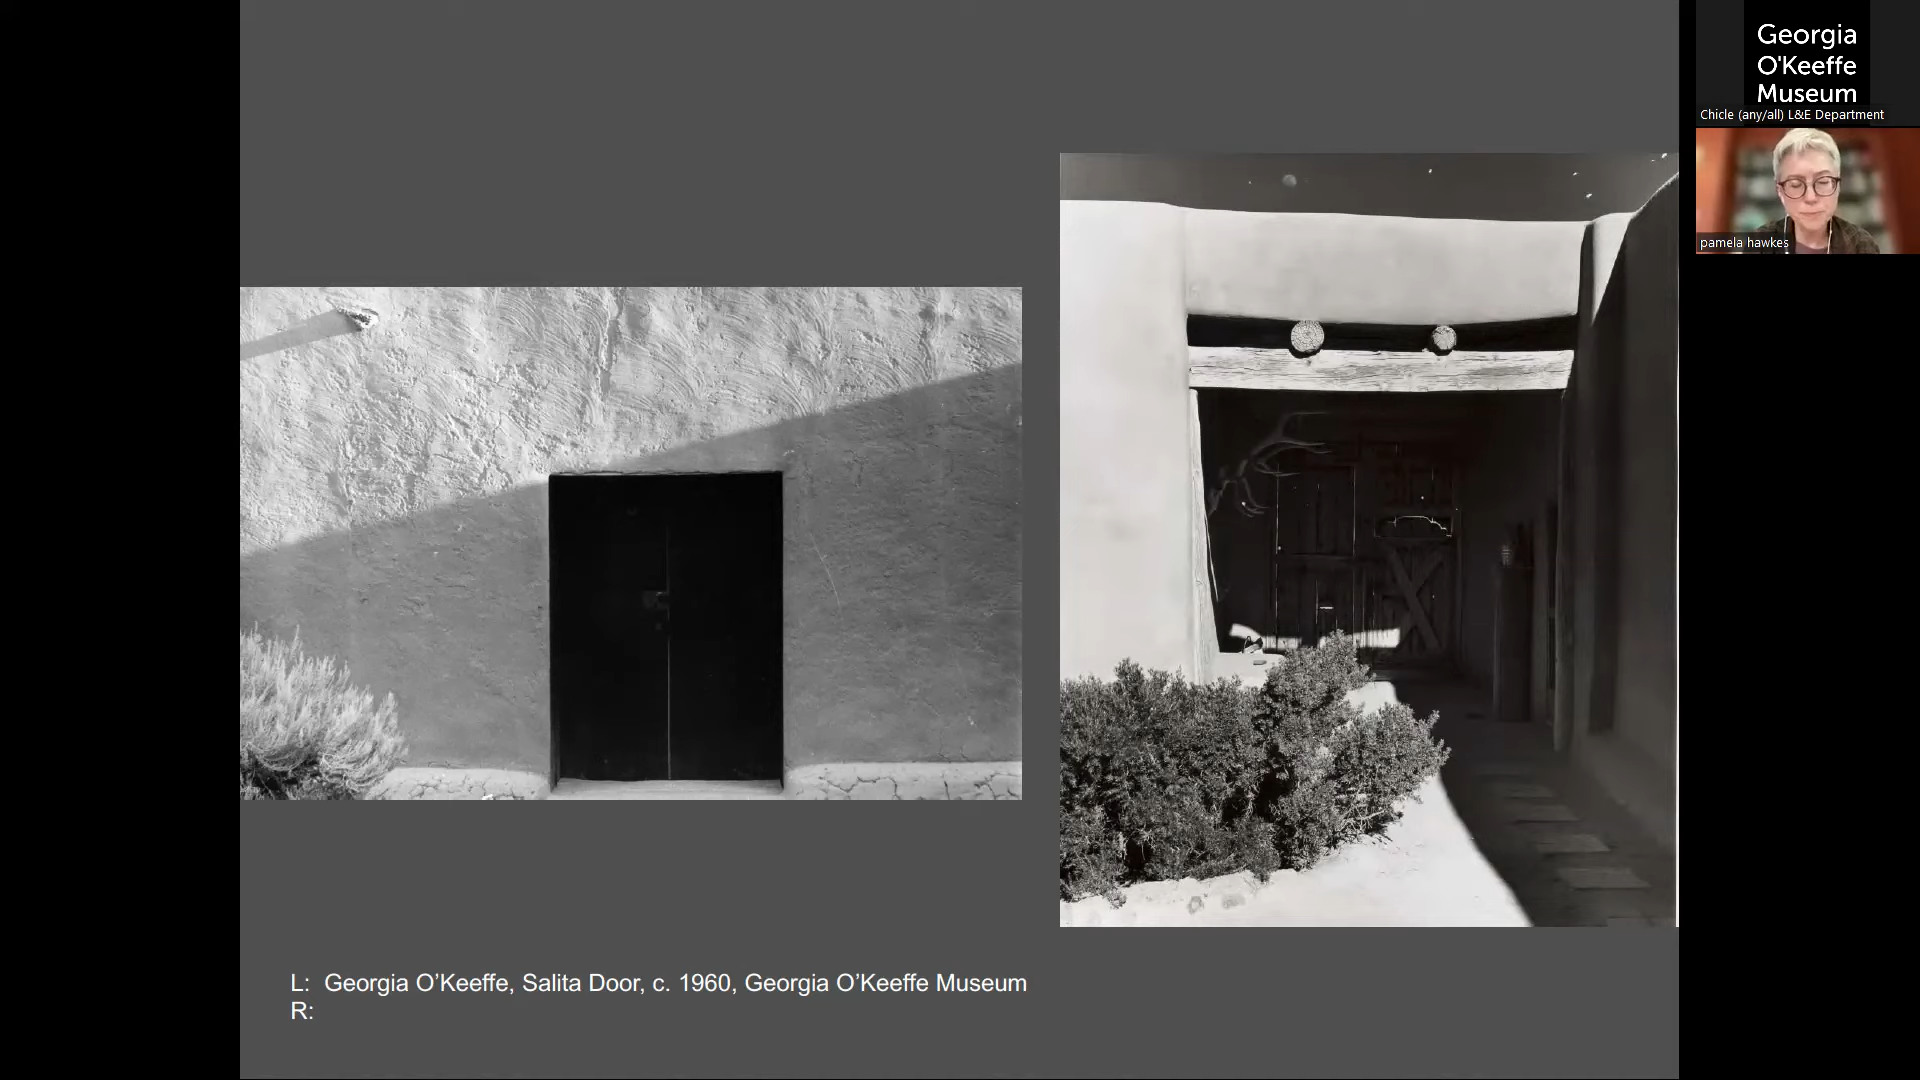 Georgia
O'Keeffe
Museum
Chicle (any/all) L&E Department
pamela hawkes
L: Georgia O’Keeffe, Salita Door, c. 1960, Georgia O’Keeffe Museum
R: